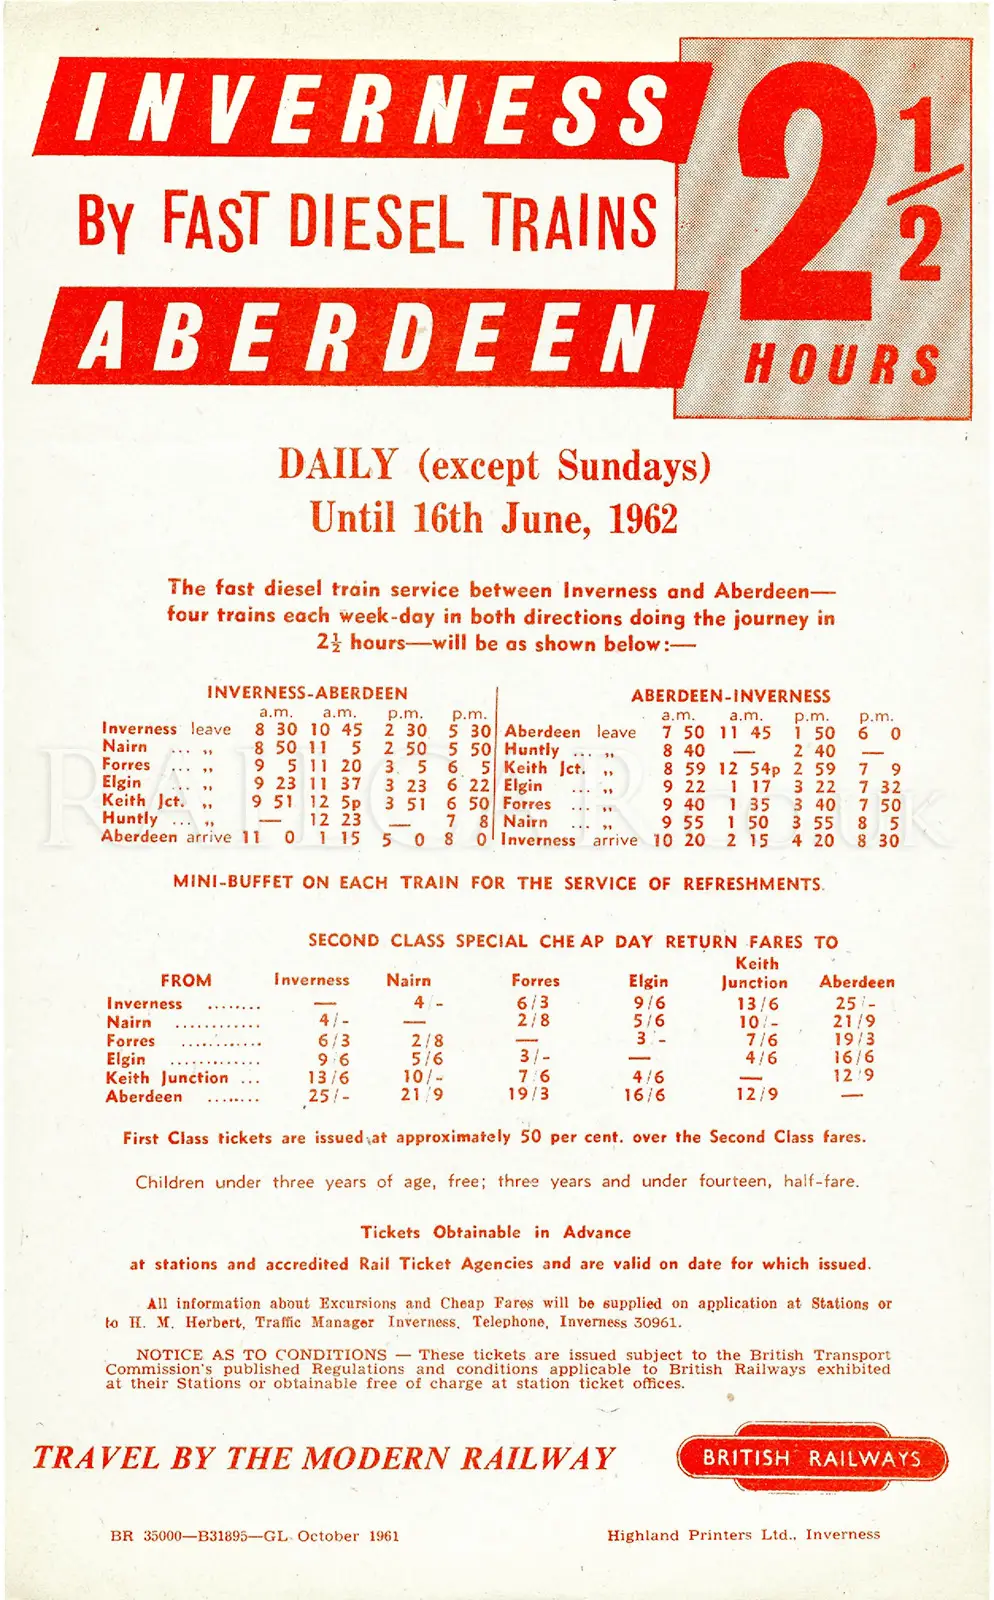 INVERNESS
BY FAST DIESEL TRAINS
ABERDEEN
2 1/2
HOURS
DAILY (except Sundays)
Until 16th June, 1962
The fast diesel train service between Inverness and Aberdeen—
four trains each week-day in both directions doing the journey in
2½ hours—will be as shown below:—
INVERNESS-ABERDEEN
a.m. a.m. p.m. p.m.
Inverness leave 8 30 10 45 2 30 5 30
Nairn ... ,, 8 50 11 5 2 50 5 50
Forres ... ,, 9 5 11 20 3 5 6 5
Elgin ... ,, 9 23 11 37 3 23 6 22
Keith Jct. ,, 9 51 12 5p 3 51 6 50
Huntly ... ,, — 12 23 — 7 8
Aberdeen arrive 11 0 1 15 5 0 8 0
ABERDEEN-INVERNESS
a.m. a.m. p.m. p.m.
Aberdeen leave 7 50 11 45 1 50 6 0
Huntly ... ,, 8 40 — 2 40 —
Keith Jct. ,, 8 59 12 54p 2 59 7 9
Elgin ... ,, 9 22 1 17 3 22 7 32
Forres ... ,, 9 40 1 35 3 40 7 50
Nairn ... ,, 9 55 1 50 3 55 8 5
Inverness arrive 10 20 2 15 4 20 8 30
RAILCAR.co.uk
MINI-BUFFET ON EACH TRAIN FOR THE SERVICE OF REFRESHMENTS.
SECOND CLASS SPECIAL CHEAP DAY RETURN FARES TO
Keith
FROM Inverness Nairn Forres Elgin Junction Aberdeen
Inverness ........ — 4/- 6/3 9/6 13/6 25/-
Nairn ............ 4/- — 2/8 5/6 10/- 21/9
Forres ............ 6/3 2/8 — 3/- 7/6 19/3
Elgin ............. 9/6 5/6 3/- — 4/6 16/6
Keith Junction ... 13/6 10/- 7/6 4/6 — 12/9
Aberdeen ........ 25/- 21/9 19/3 16/6 12/9 —
First Class tickets are issued at approximately 50 per cent. over the Second Class fares.
Children under three years of age, free; three years and under fourteen, half-fare.
Tickets Obtainable in Advance
at stations and accredited Rail Ticket Agencies and are valid on date for which issued.
All information about Excursions and Cheap Fares will be supplied on application at Stations or
to H. M. Herbert, Traffic Manager Inverness. Telephone, Inverness 30961.
NOTICE AS TO CONDITIONS — These tickets are issued subject to the British Transport
Commission's published Regulations and conditions applicable to British Railways exhibited
at their Stations or obtainable free of charge at station ticket offices.
TRAVEL BY THE MODERN RAILWAY
BRITISH RAILWAYS
BR 35000—B31895—GL October 1961
Highland Printers Ltd., Inverness